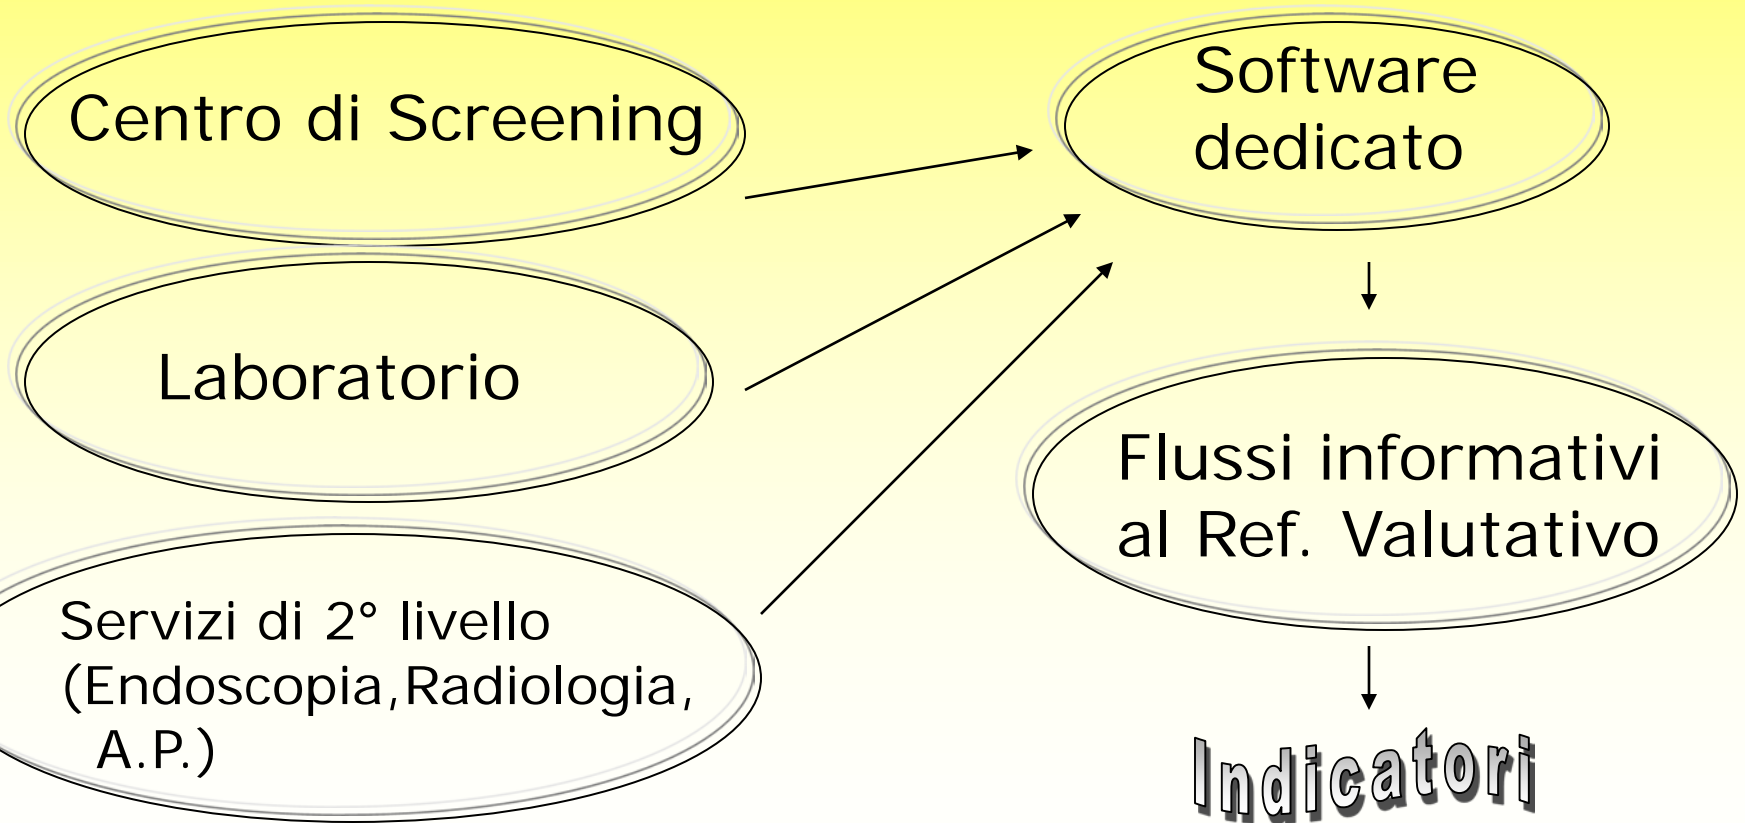 Centro di Screening
Laboratorio
Servizi di 2° livello
(Endoscopia,Radiologia,
A.P.)
Software
dedicato
Flussi informativi
al Ref. Valutativo
Indicatori